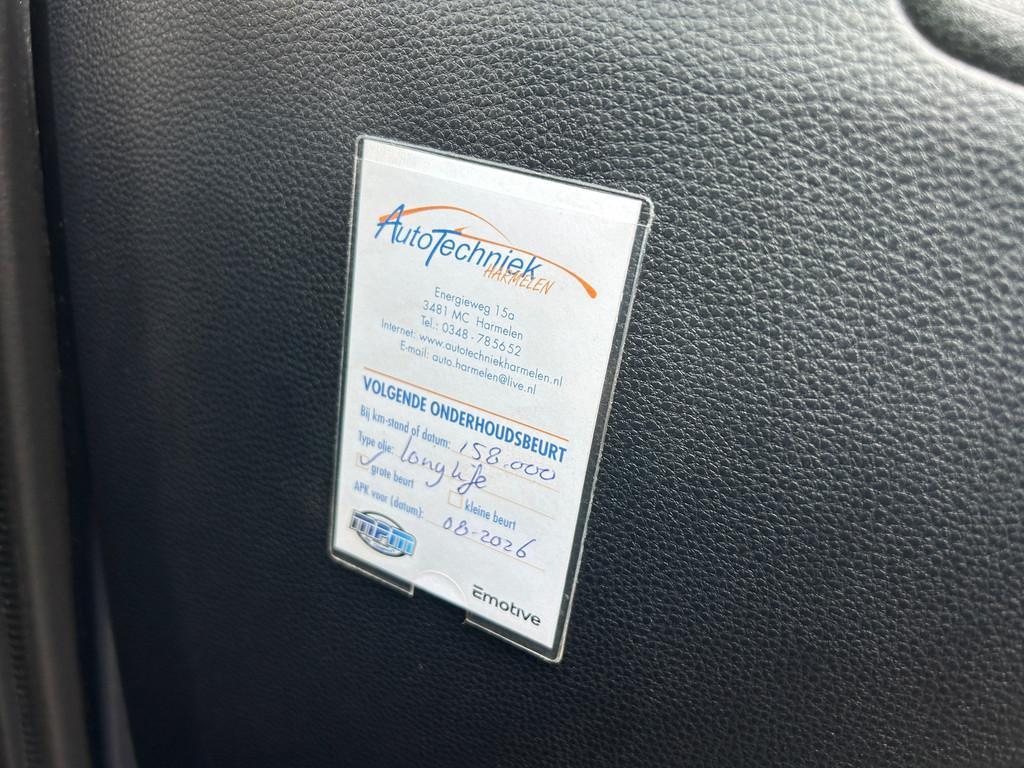 AutoTechniek
HARMELEN
Energieweg 15a
3481 MC Harmelen
Tel.: 0348 - 785652
Internet: www.autotechniekharmelen.nl
E-mail: auto.harmelen@live.nl
VOLGENDE ONDERHOUDSBEURT
Bij km-stand of datum: 158.000
Type olie: Long life
grote beurt kleine beurt
APK voor (datum): 08-2026
mpm
Emotive